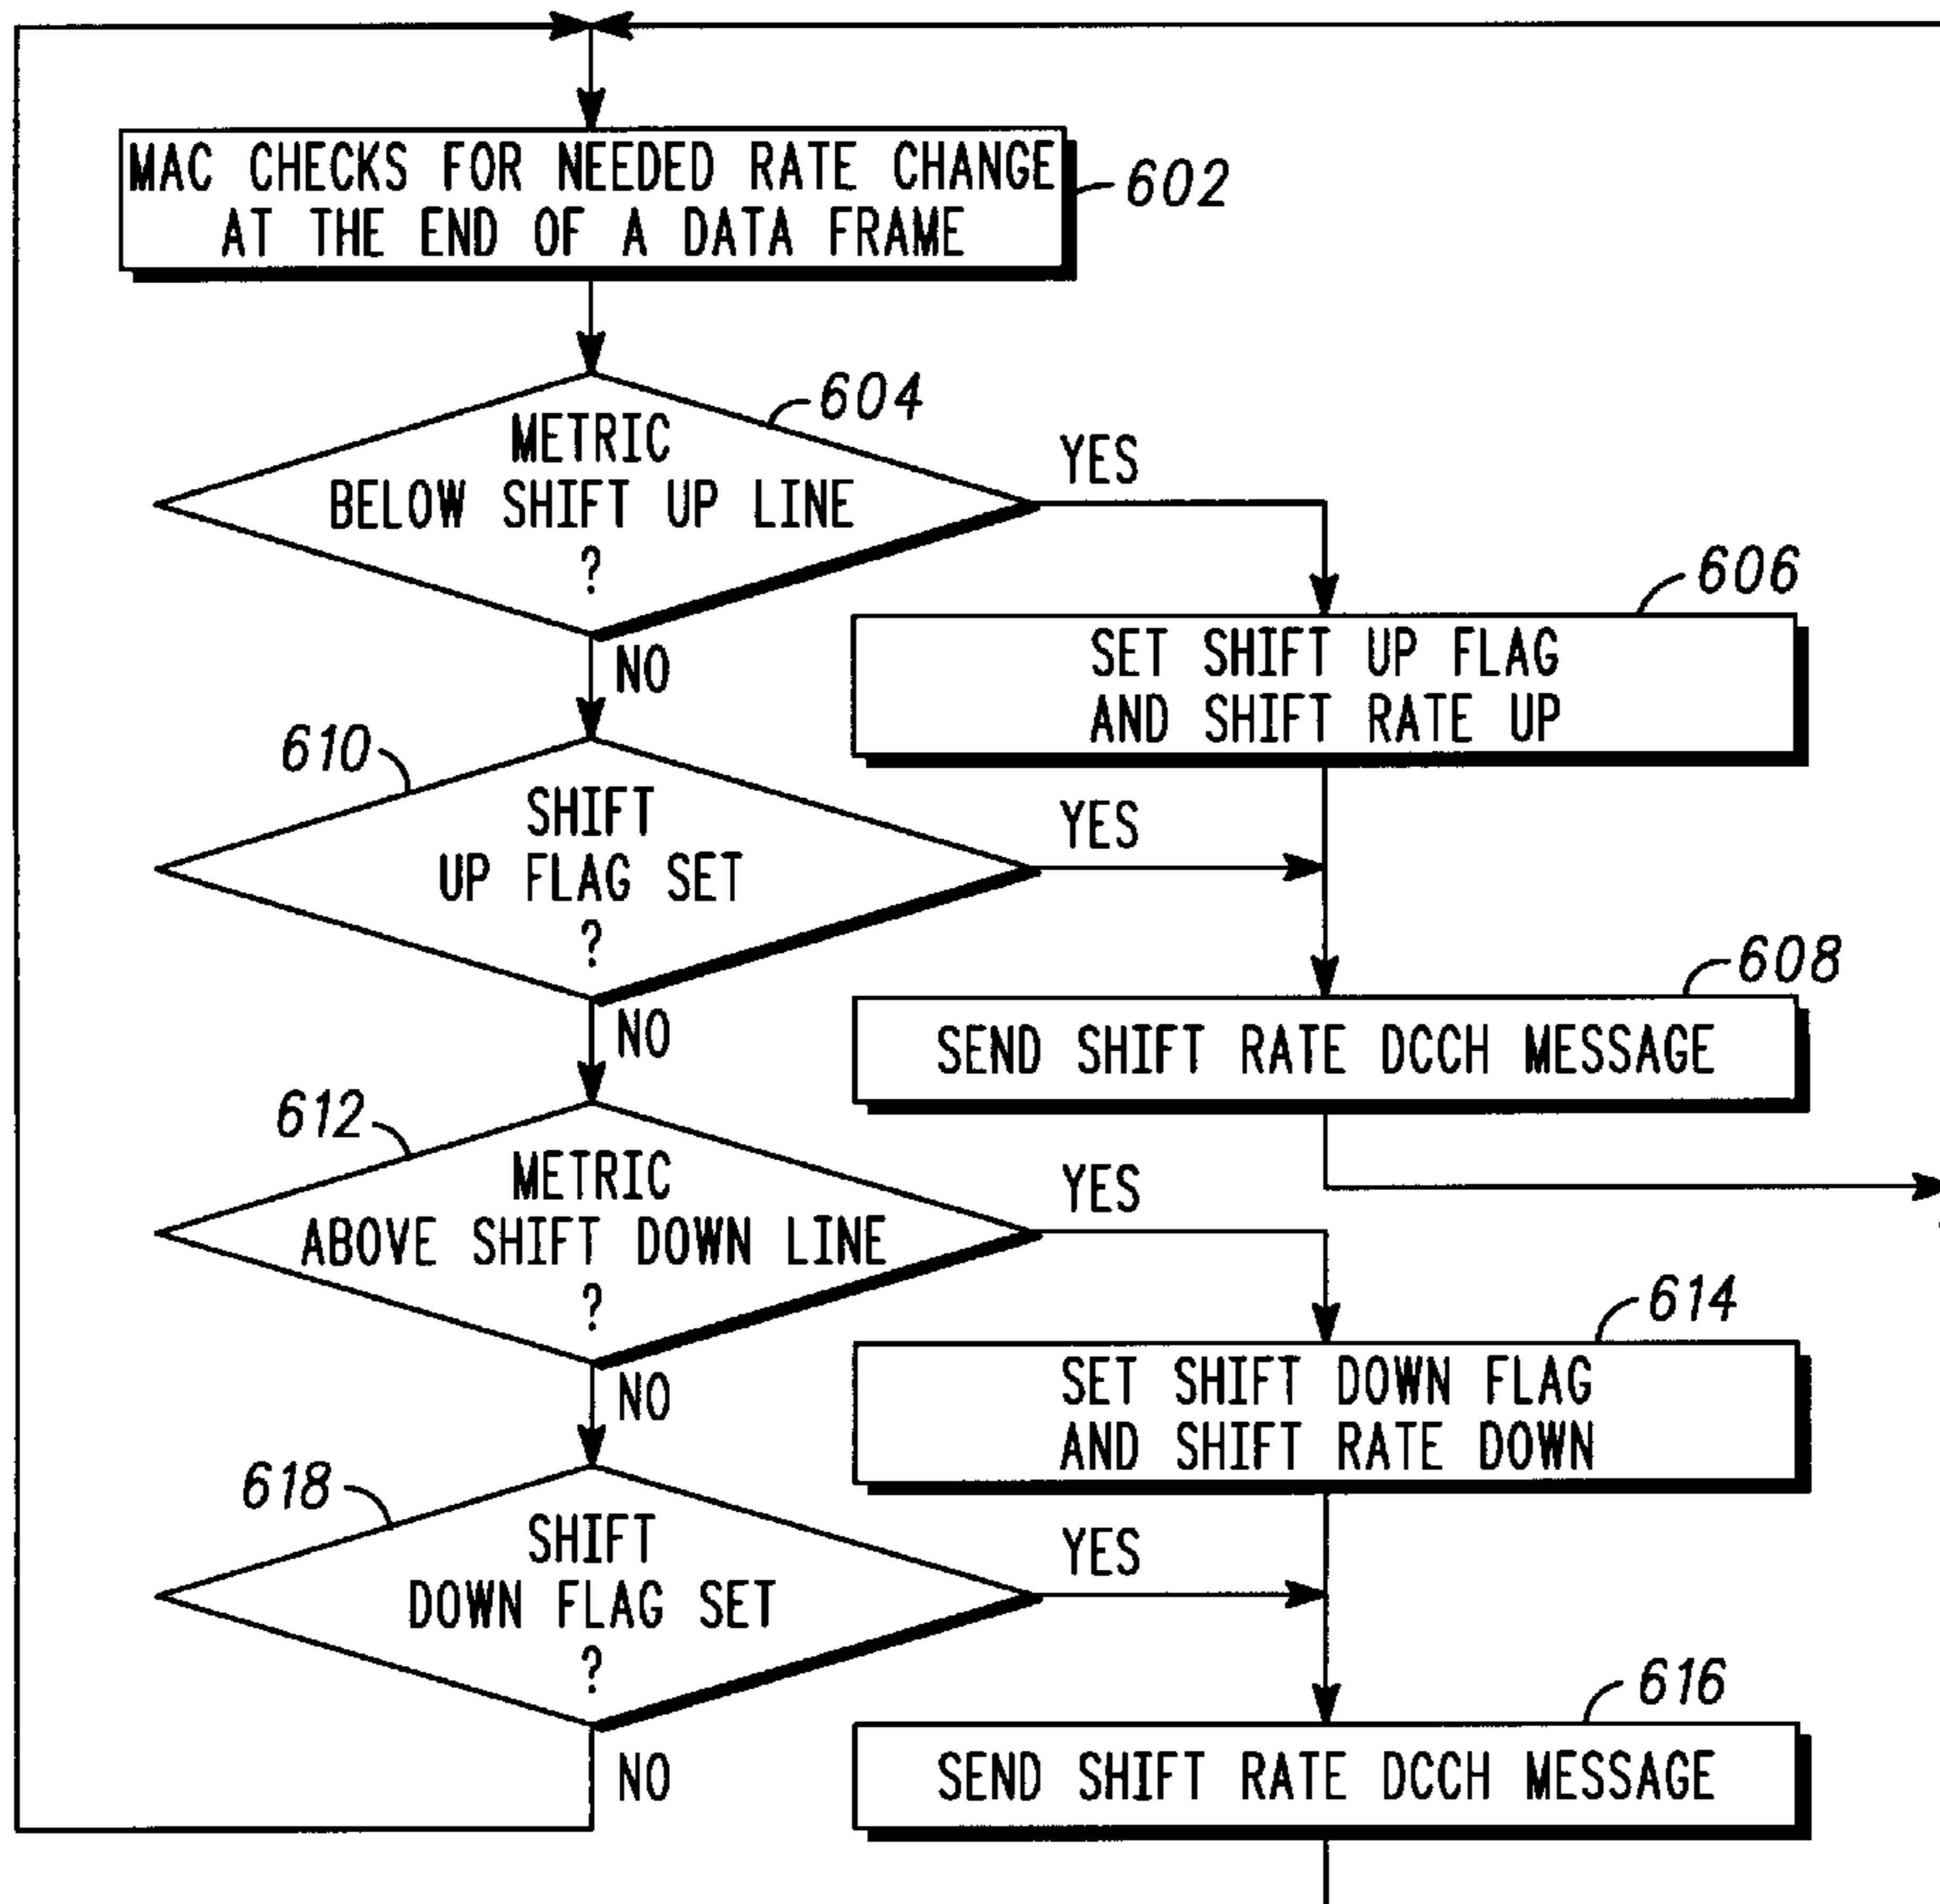 MAC CHECKS FOR NEEDED RATE CHANGE
AT THE END OF A DATA FRAME
602
METRIC
BELOW SHIFT UP LINE
?
604
YES
NO
606
SET SHIFT UP FLAG
AND SHIFT RATE UP
610
SHIFT
UP FLAG SET
?
YES
NO
608
SEND SHIFT RATE DCCH MESSAGE
612
METRIC
ABOVE SHIFT DOWN LINE
?
YES
NO
614
SET SHIFT DOWN FLAG
AND SHIFT RATE DOWN
618
SHIFT
DOWN FLAG SET
?
YES
NO
616
SEND SHIFT RATE DCCH MESSAGE